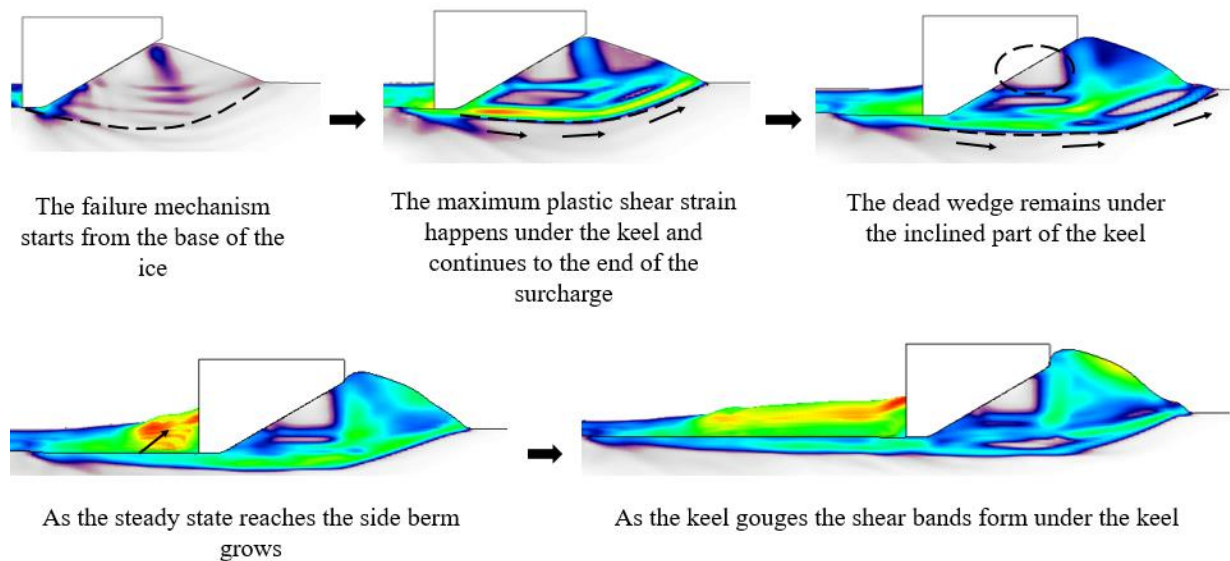 The failure mechanism
starts from the base of the
ice
The maximum plastic shear strain
happens under the keel and
continues to the end of the
surcharge
The dead wedge remains under
the inclined part of the keel
As the steady state reaches the side berm
grows
As the keel gouges the shear bands form under the keel